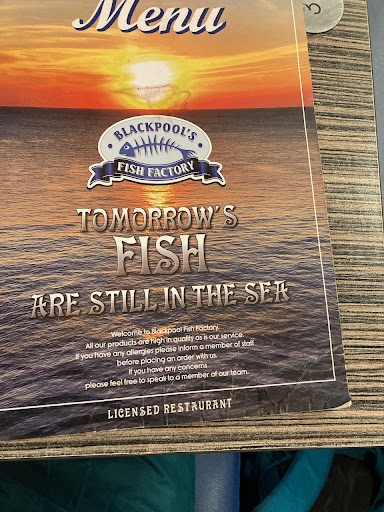 Menu
3
BLACKPOOL'S
FISH FACTORY
TOMORROW'S
FISH
ARE STILL IN THE SEA
Welcome to Blackpool Fish Factory.
All our products are high in quality as is our service.
If you have any allergies please inform a member of staff
before placing an order with us.
If you have any concerns
please feel free to speak to a member of our team.
LICENSED RESTAURANT